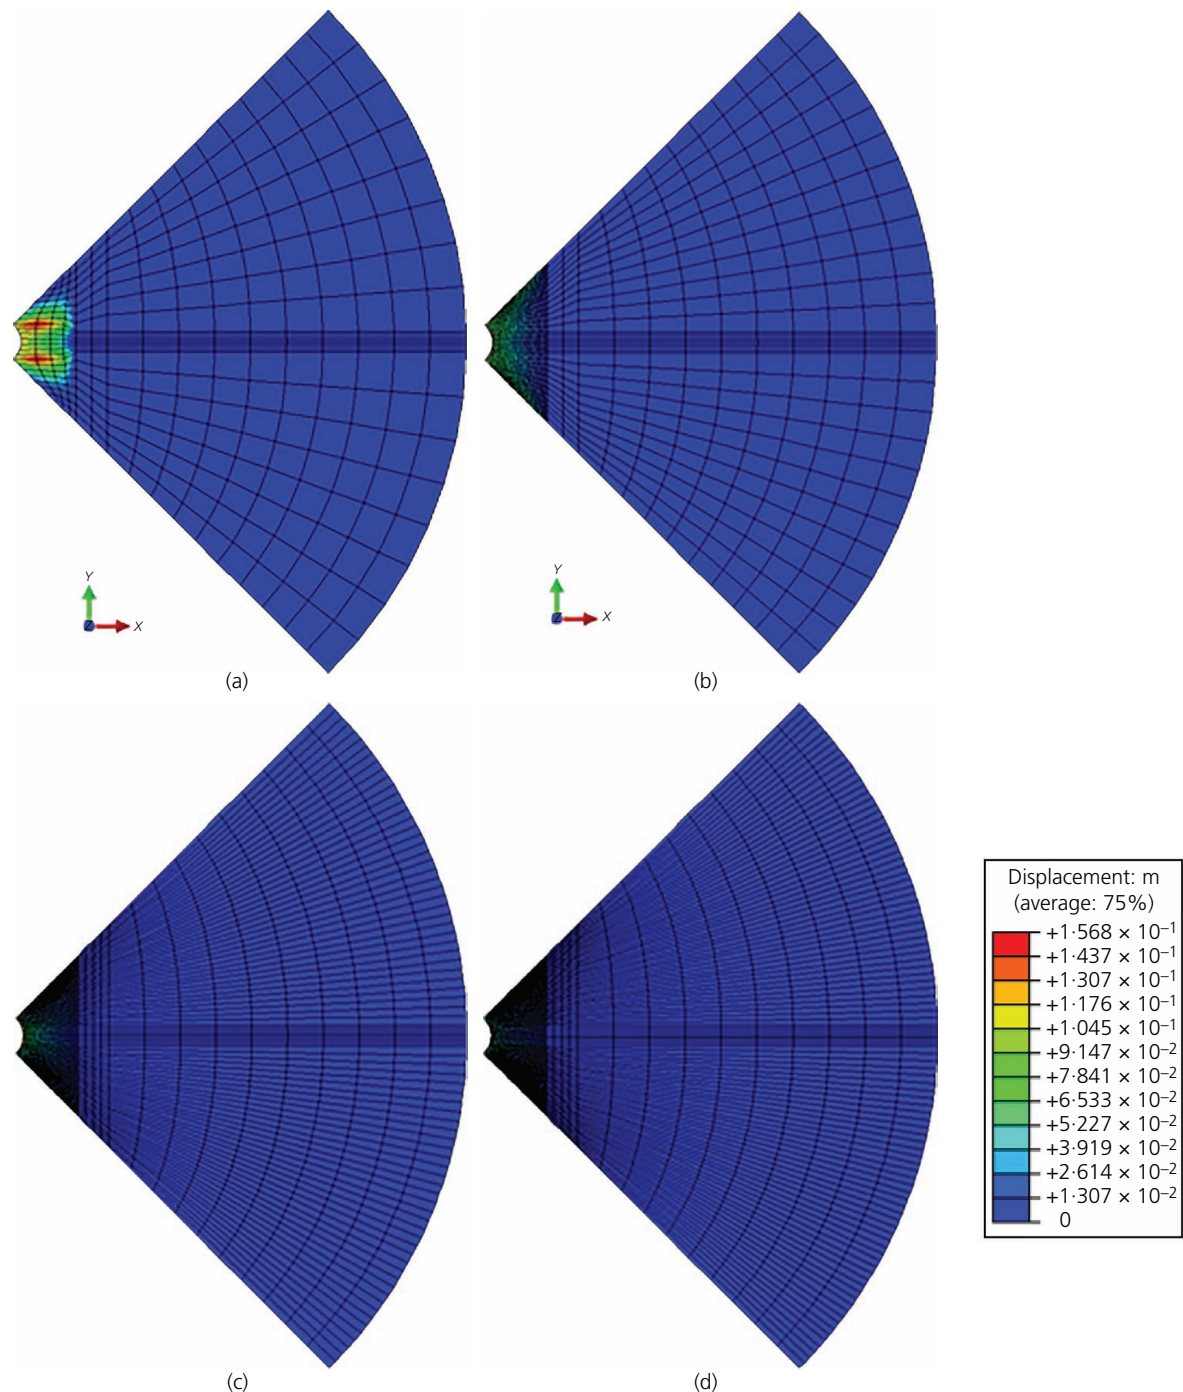 Y
X
Z
(a)
Y
X
Z
(b)
(c)
(d)
Displacement: m
(average: 75%)
+1·568 × 10⁻¹
+1·437 × 10⁻¹
+1·307 × 10⁻¹
+1·176 × 10⁻¹
+1·045 × 10⁻¹
+9·147 × 10⁻²
+7·841 × 10⁻²
+6·533 × 10⁻²
+5·227 × 10⁻²
+3·919 × 10⁻²
+2·614 × 10⁻²
+1·307 × 10⁻²
0